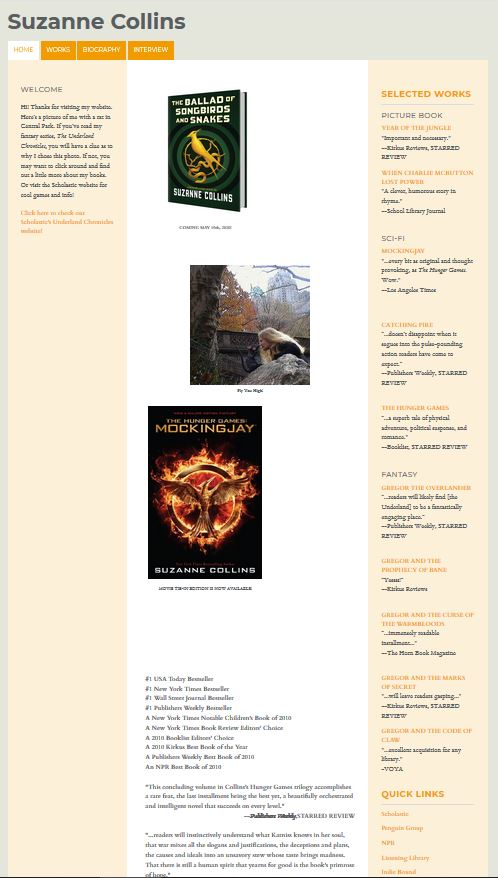 Suzanne Collins
HOME
WORKS
BIOGRAPHY
INTERVIEW
WELCOME
Hi! Thanks for visiting my website.
Here's a picture of me with a rat in
Central Park. If you've read my
fantasy series, The Underland
Chronicles, you will have a clue as to
why I chose this photo. If not, you
may want to click around and find
out a little more about my books.
Or visit the Scholastic website for
cool games and info!
Click here to check out
Scholastic's Underland Chronicles
website!
THE BALLAD OF
SONGBIRDS
AND SNAKES
SUZANNE COLLINS
COMING MAY 19th, 2020
Fly You High
THE HUNGER GAMES
MOCKINGJAY
SUZANNE COLLINS
MOVIE TIE-IN EDITION IS NOW AVAILABLE
#1 USA Today Bestseller
#1 New York Times Bestseller
#1 Wall Street Journal Bestseller
#1 Publishers Weekly Bestseller
A New York Times Notable Children's Book of 2010
A New York Times Book Review Editors' Choice
A 2010 Booklist Editors' Choice
A 2010 Kirkus Best Book of the Year
A Publishers Weekly Best Book of 2010
An NPR Best Book of 2010
"This concluding volume in Collins's Hunger Games trilogy accomplishes
a rare feat, the last installment being the best yet, a beautifully orchestrated
and intelligent novel that succeeds on every level."
—Publishers Weekly, STARRED REVIEW
"...readers will instinctively understand what Katniss knows in her soul,
that war mixes all the slogans and justifications, the deceptions and plans,
the causes and ideals into an unsavory stew whose taste brings madness.
That there is still a human spirit that yearns for good is the book's primrose
of hope."
SELECTED WORKS
PICTURE BOOK
YEAR OF THE JUNGLE
"Important and necessary."
—Kirkus Reviews, STARRED
REVIEW
WHEN CHARLIE MCBUTTON
LOST POWER
"A clever, humorous story in
rhyme."
—School Library Journal
SCI-FI
MOCKINGJAY
"...every bit as original and thought
provoking, as The Hunger Games.
Wow."
—Los Angeles Times
CATCHING FIRE
"...doesn't disappoint when it
segues into the pulse-pounding
action readers have come to
expect."
—Publishers Weekly, STARRED
REVIEW
THE HUNGER GAMES
"...a superb tale of physical
adventure, political suspense, and
romance."
—Booklist, STARRED REVIEW
FANTASY
GREGOR THE OVERLANDER
"...readers will likely find [the
Underland] to be a fantastically
engaging place."
—Publishers Weekly, STARRED
REVIEW
GREGOR AND THE
PROPHECY OF BANE
"Yesss!"
—Kirkus Reviews
GREGOR AND THE CURSE OF
THE WARMBLOODS
"...immensely readable
installment..."
—The Horn Book Magazine
GREGOR AND THE MARKS
OF SECRET
"...will leave readers gasping..."
—Kirkus Reviews, STARRED
REVIEW
GREGOR AND THE CODE OF
CLAW
"...excellent acquisition for any
library."
–VOYA
QUICK LINKS
Scholastic
Penguin Group
NPR
Listening Library
Indie Bound